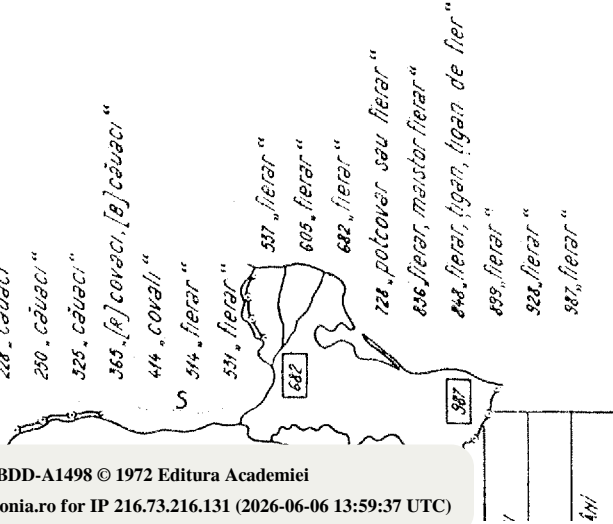 228 „căuaci“
250 „căuaci“
325 „căuaci“
365 „[R] covaci, [B] căuaci“
414 „covali“
514 „fierar“
531 „fierar“
537 „fierar“
605 „fierar“
682 „fierar“
728 „potcovar sau fierar“
836 „fierar, maistor fierar“
848 „fierar, țigan, țigan de fier“
899 „fierar“
928 „fierar“
987 „fierar“
S
682
987
BDD-A1498 © 1972 Editura Academiei
onia.ro for IP 216.73.216.131 (2026-06-06 13:59:37 UTC)